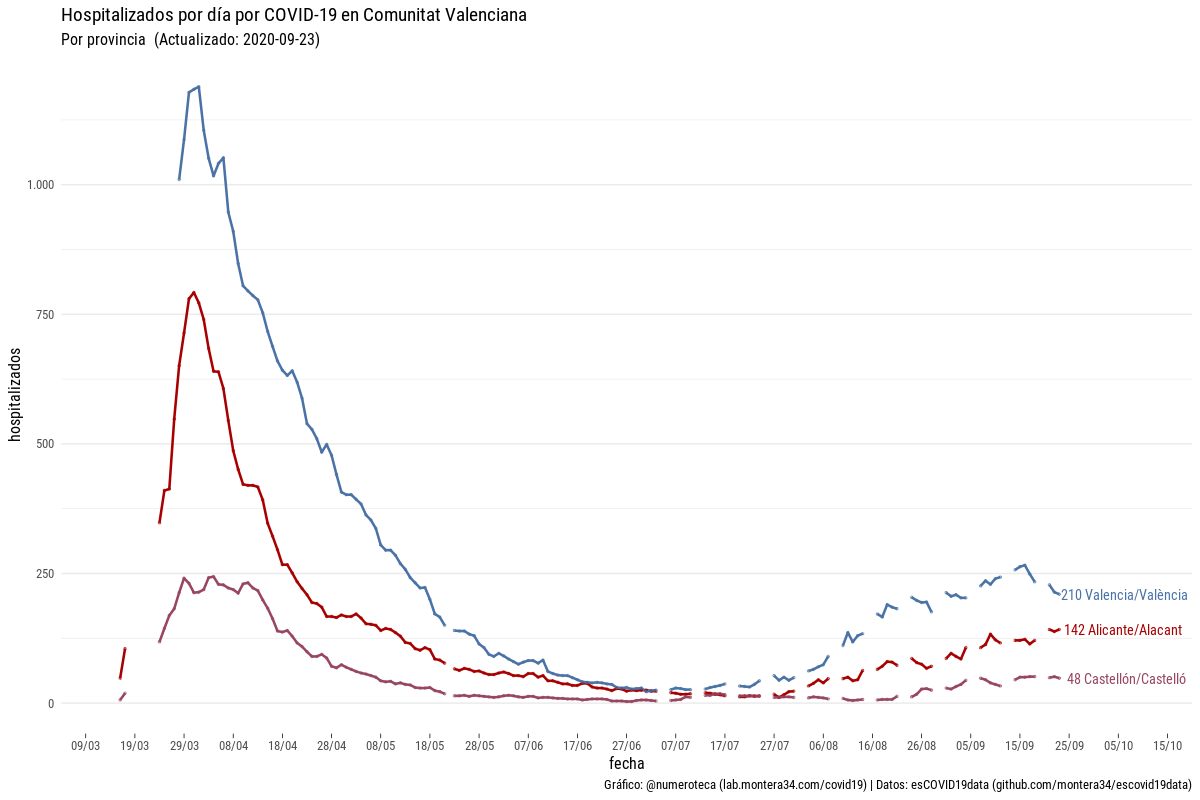 Hospitalizados por día por COVID-19 en Comunitat Valenciana
Por provincia (Actualizado: 2020-09-23)
hospitalizados
1.000
750
500
250
0
210 Valencia/València
142 Alicante/Alacant
48 Castellón/Castelló
09/03 19/03 29/03 08/04 18/04 28/04 08/05 18/05 28/05 07/06 17/06 27/06 07/07 17/07 27/07 06/08 16/08 26/08 05/09 15/09 25/09 05/10 15/10
fecha
Gráfico: @numeroteca (lab.montera34.com/covid19) | Datos: esCOVID19data (github.com/montera34/escovid19data)